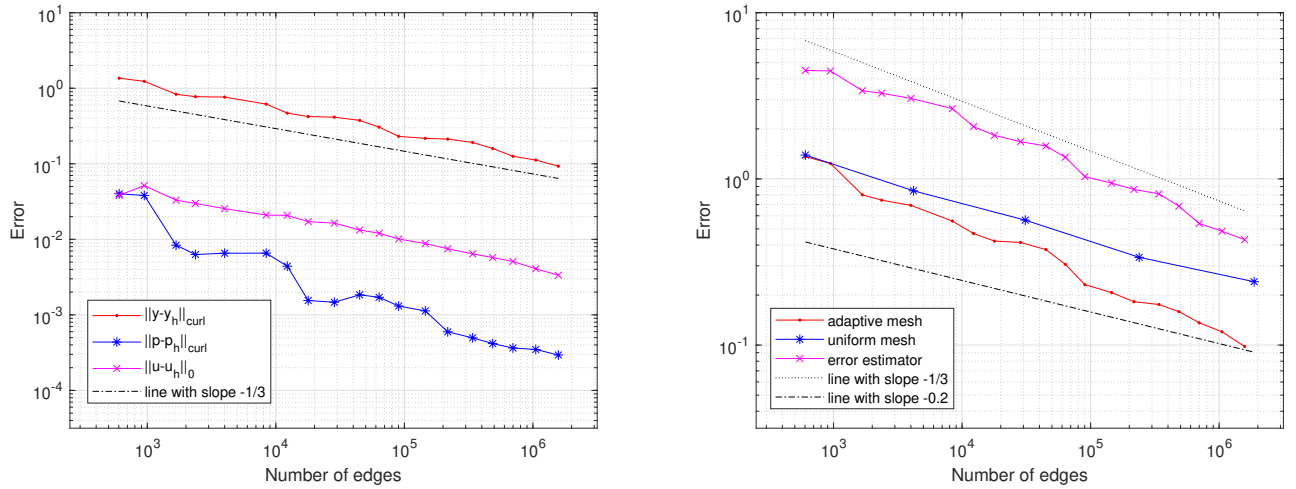 10^1
10^0
10^-1
10^-2
10^-3
10^-4
Error
||y-y_h||_curl
||p-p_h||_curl
||u-u_h||_0
line with slope -1/3
10^3
10^4
10^5
10^6
Number of edges
10^1
10^0
10^-1
Error
adaptive mesh
uniform mesh
error estimator
line with slope -1/3
line with slope -0.2
10^3
10^4
10^5
10^6
Number of edges